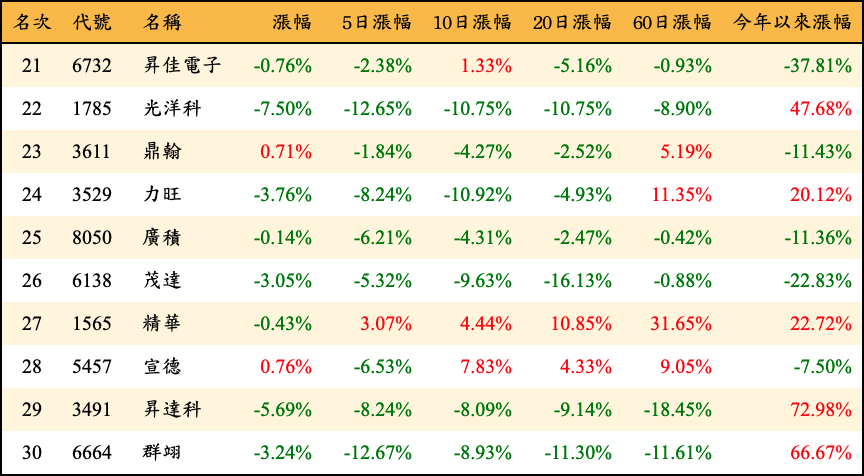 名次 代號 名稱 漲幅 5日漲幅 10日漲幅 20日漲幅 60日漲幅 今年以來漲幅
21 6732 昇佳電子 -0.76% -2.38% 1.33% -5.16% -0.93% -37.81%
22 1785 光洋科 -7.50% -12.65% -10.75% -10.75% -8.90% 47.68%
23 3611 鼎翰 0.71% -1.84% -4.27% -2.52% 5.19% -11.43%
24 3529 力旺 -3.76% -8.24% -10.92% -4.93% 11.35% 20.12%
25 8050 廣積 -0.14% -6.21% -4.31% -2.47% -0.42% -11.36%
26 6138 茂達 -3.05% -5.32% -9.63% -16.13% -0.88% -22.83%
27 1565 精華 -0.43% 3.07% 4.44% 10.85% 31.65% 22.72%
28 5457 宣德 0.76% -6.53% 7.83% 4.33% 9.05% -7.50%
29 3491 昇達科 -5.69% -8.24% -8.09% -9.14% -18.45% 72.98%
30 6664 群翊 -3.24% -12.67% -8.93% -11.30% -11.61% 66.67%